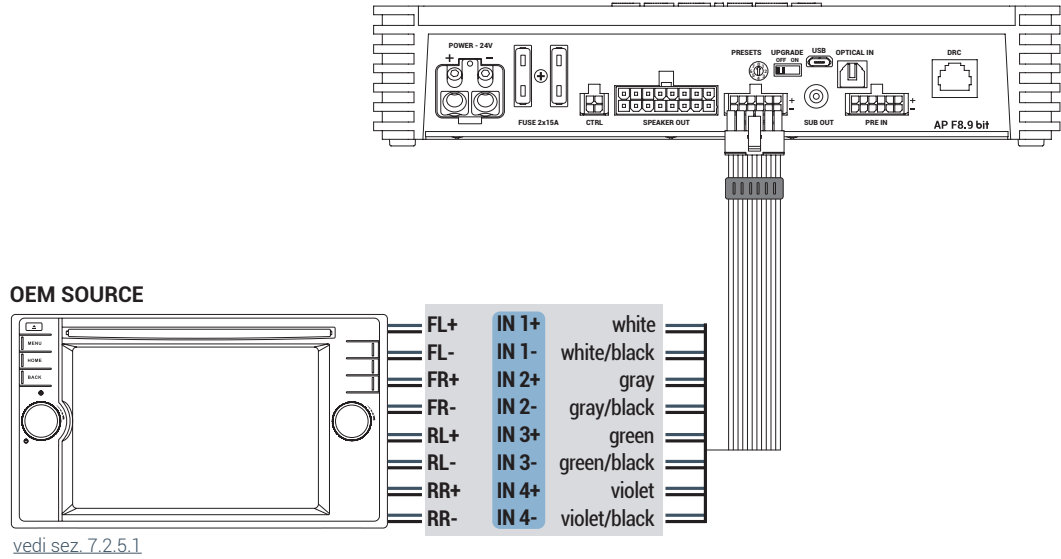 POWER - 24V
+ -
FUSE 2x15A
CTRL
SPEAKER OUT
PRESETS
UPGRADE
OFF ON
USB
OPTICAL IN
+
-
SUB OUT
PRE IN
+
-
DRC
AP F8.9 bit
OEM SOURCE
MENU
HOME
BACK
FL+ IN 1+ white
FL- IN 1- white/black
FR+ IN 2+ gray
FR- IN 2- gray/black
RL+ IN 3+ green
RL- IN 3- green/black
RR+ IN 4+ violet
RR- IN 4- violet/black
vedi sez. 7.2.5.1